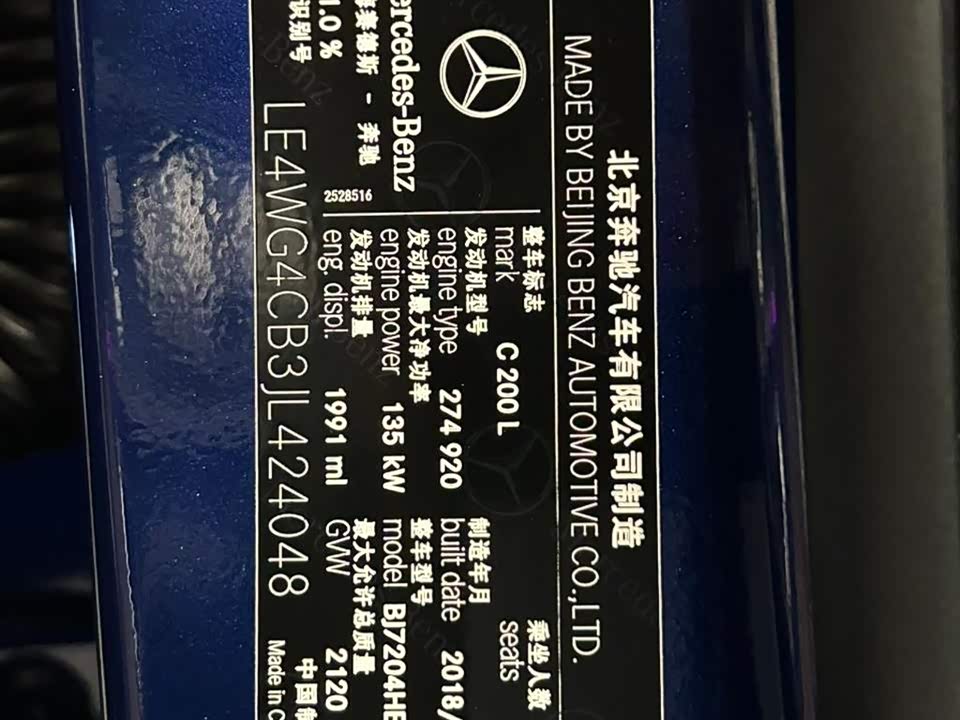 北京奔驰汽车有限公司制造
MADE BY BEIJING BENZ AUTOMOTIVE CO.,LTD.
整车标志
mark C 200 L
乘坐人数
seats
发动机型号
engine type 274 920
制造年月
built date 2018/
发动机最大净功率
engine power 135 kW
整车型号
model BJ7204HE
发动机排量
eng. displ. 1991 ml
最大允许总质量
GVW 2120
ercedes-Benz
赛德斯 - 奔驰
2528516
1.0 %
识别号
LE4WG4CB3JL424048
中国
Made in C